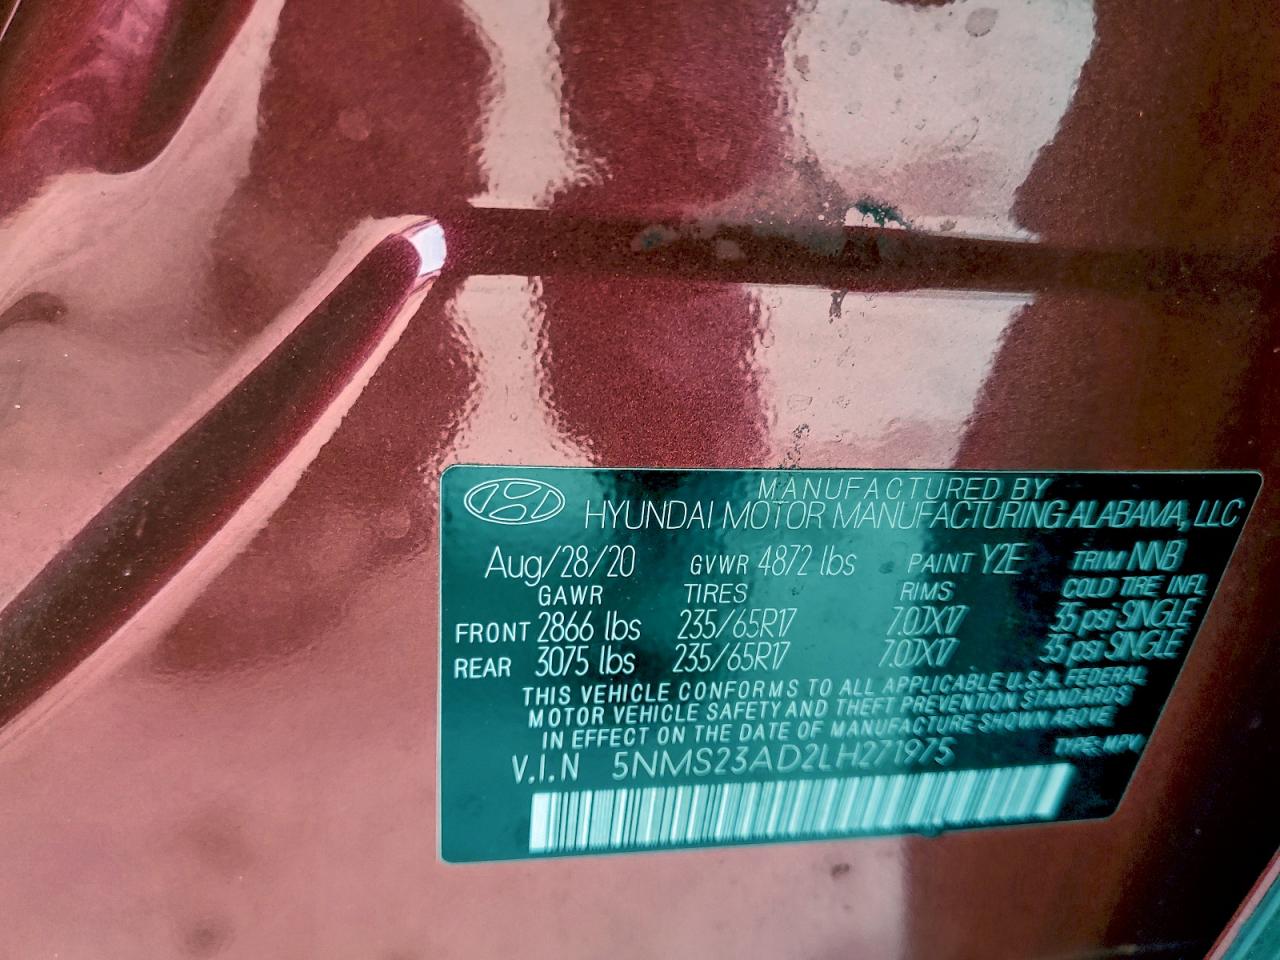 MANUFACTURED BY
HYUNDAI MOTOR MANUFACTURING ALABAMA, LLC
Aug/28/20 GVWR 4872 lbs PAINT Y2E TRIM NNB
GAWR TIRES RIMS COLD TIRE INFL
FRONT 2866 lbs 235/65R17 7.0JX17 35 psi SINGLE
REAR 3075 lbs 235/65R17 7.0JX17 35 psi SINGLE
THIS VEHICLE CONFORMS TO ALL APPLICABLE U.S.A. FEDERAL
MOTOR VEHICLE SAFETY AND THEFT PREVENTION STANDARDS
IN EFFECT ON THE DATE OF MANUFACTURE SHOWN ABOVE
V.I.N 5NMS23AD2LH271975 TYPE: MPV